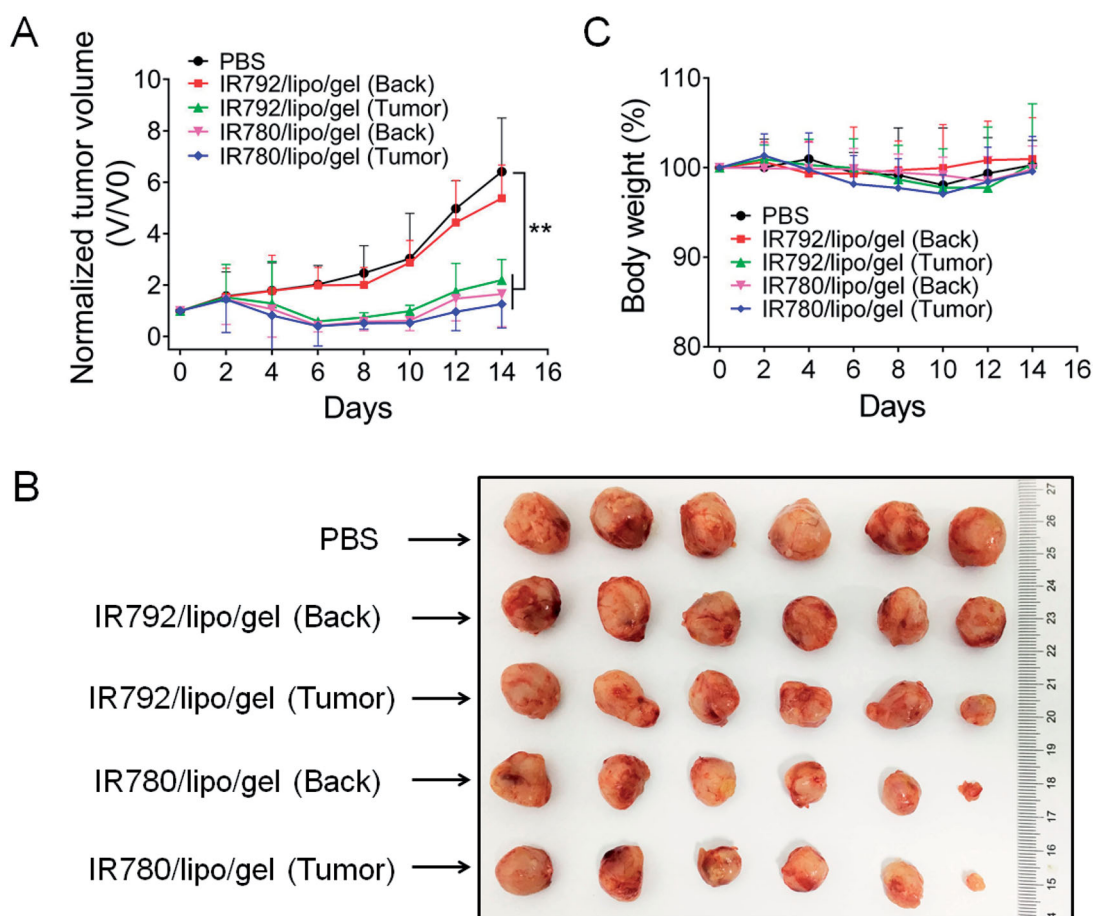 A
Normalized tumor volume
(V/V0)
10
8
6
4
2
0
PBS
IR792/lipo/gel (Back)
IR792/lipo/gel (Tumor)
IR780/lipo/gel (Back)
IR780/lipo/gel (Tumor)
**
0 2 4 6 8 10 12 14 16
Days
C
Body weight (%)
110
100
90
80
PBS
IR792/lipo/gel (Back)
IR792/lipo/gel (Tumor)
IR780/lipo/gel (Back)
IR780/lipo/gel (Tumor)
0 2 4 6 8 10 12 14 16
Days
B
PBS
IR792/lipo/gel (Back)
IR792/lipo/gel (Tumor)
IR780/lipo/gel (Back)
IR780/lipo/gel (Tumor)
27
26
25
24
23
22
21
20
19
18
17
16
15